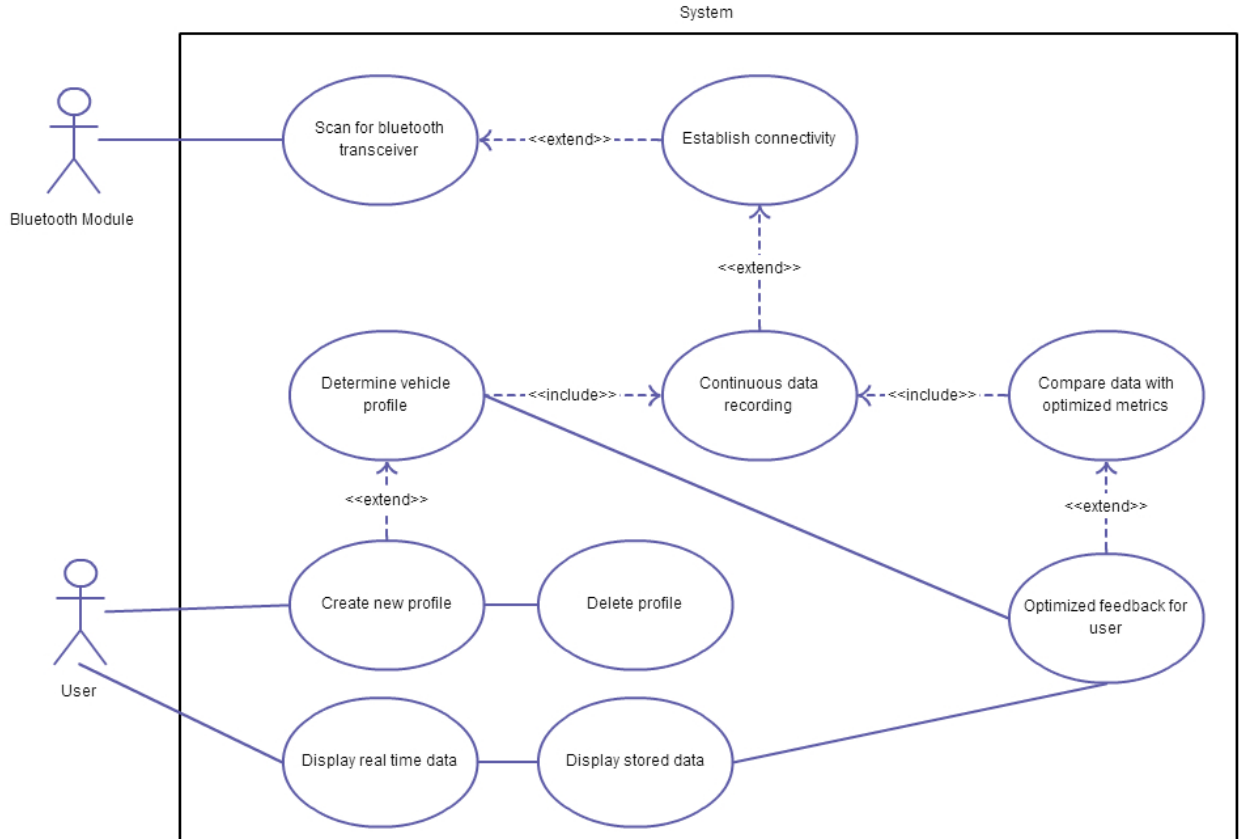 System
Scan for bluetooth
transceiver
<<extend>>
Establish connectivity
Bluetooth Module
<<extend>>
Determine vehicle
profile
<<include>>
Continuous data
recording
<<include>>
Compare data with
optimized metrics
<<extend>>
<<extend>>
Create new profile
Delete profile
Optimized feedback for
user
User
Display real time data
Display stored data